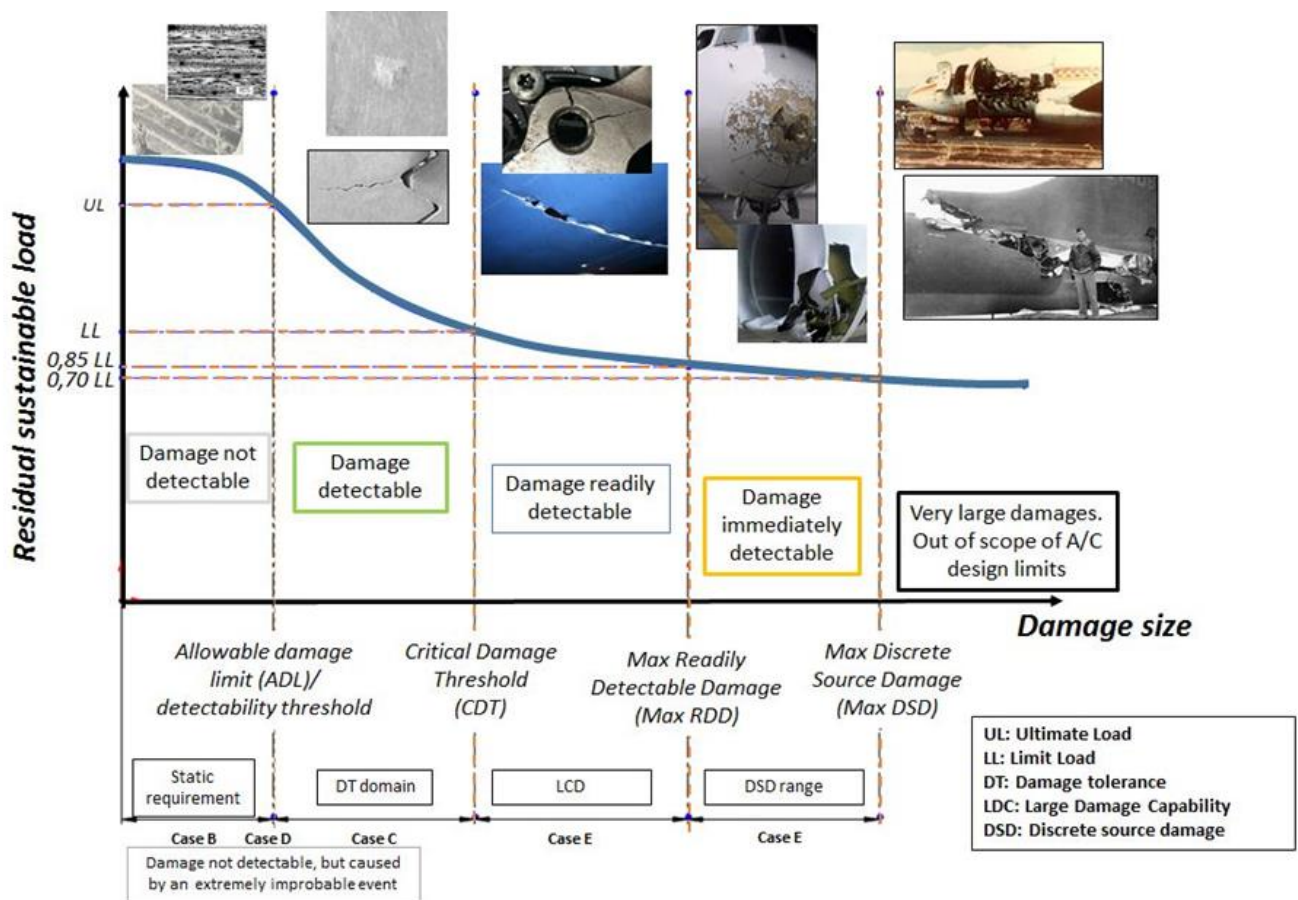 UL
LL
0,85 LL
0,70 LL
Residual sustainable load
Damage not
detectable
Damage
detectable
Damage readily
detectable
Damage
immediately
detectable
Very large damages.
Out of scope of A/C
design limits
Damage size
Allowable damage
limit (ADL)/
detectability threshold
Critical Damage
Threshold
(CDT)
Max Readily
Detectable Damage
(Max RDD)
Max Discrete
Source Damage
(Max DSD)
UL: Ultimate Load
LL: Limit Load
DT: Damage tolerance
LDC: Large Damage Capability
DSD: Discrete source damage
Static
requirement
DT domain
LCD
DSD range
Case B
Case D
Case C
Case E
Case E
Damage not detectable, but caused
by an extremely improbable event